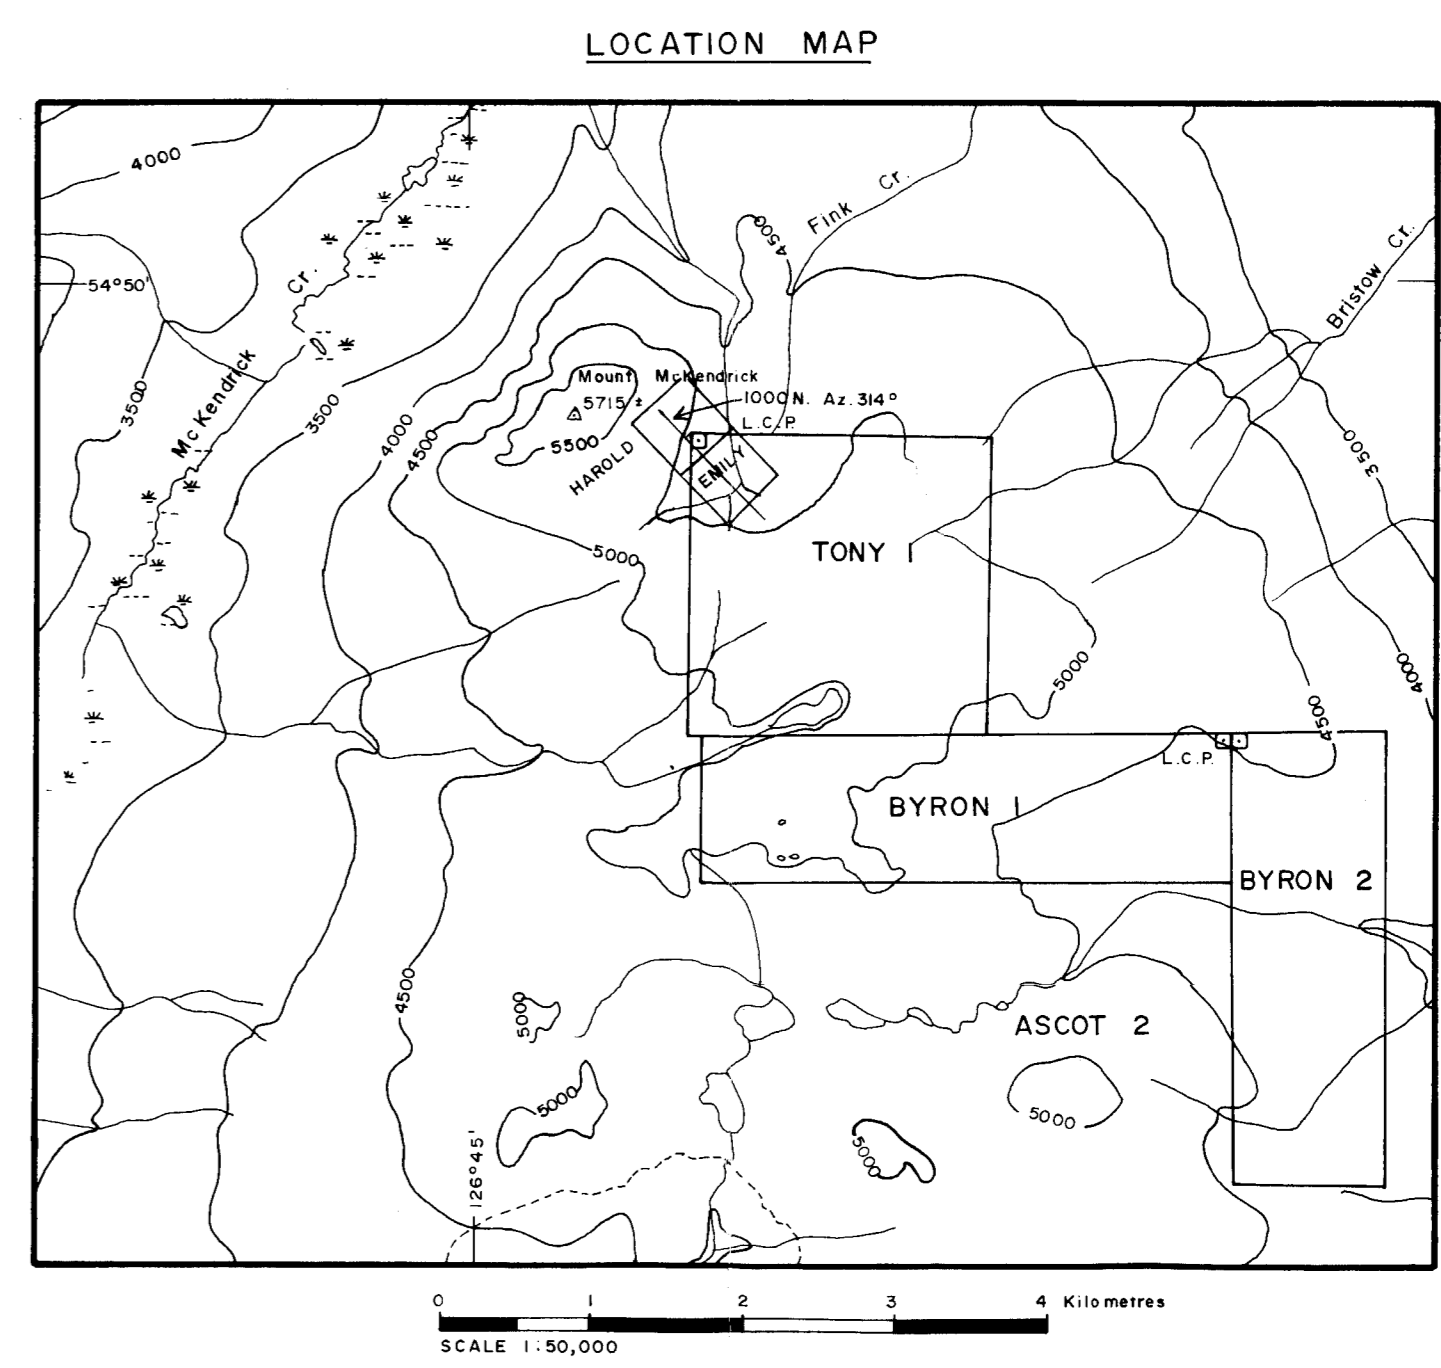 LOCATION MAP
4000
Fink Cr.
4500
Bristow Cr.
54°50'
McKendrick Cr.
3500
3500
4000
4500
Mount McKendrick
5715 ±
1000 N. Az. 314°
L.C.P.
5500
HAROLD
EMILY
3500
5000
TONY 1
5000
4000
4500
L.C.P.
BYRON 1
BYRON 2
4500
5000
ASCOT 2
5000
5000
5000
126°45'
0 1 2 3 4 Kilometres
SCALE 1:50,000